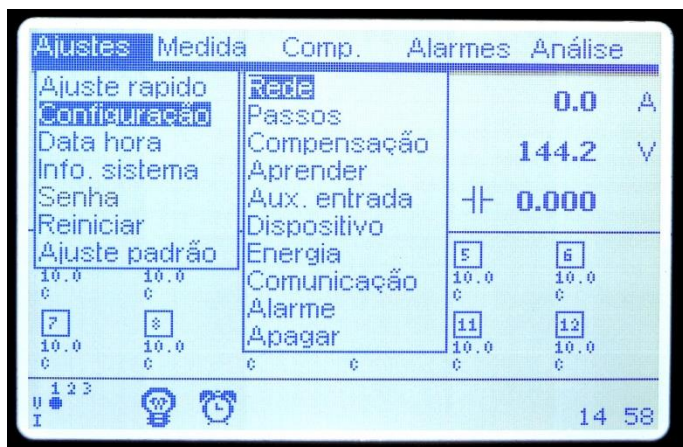 Ajustes Medida Comp. Alarmes Análise
Ajuste rapido
Configuração
Data hora
Info. sistema
Senha
Reiniciar
Ajuste padrão
Rede
Passos
Compensação
Aprender
Aux. entrada
Dispositivo
Energia
Comunicação
Alarme
Apagar
0.0 A
144.2 V
0.000
5 6
10.0 10.0 10.0 10.0
C C C C
7 8 11 12
10.0 10.0 10.0 10.0
C C C C C C
1 2 3
U
I
14 58